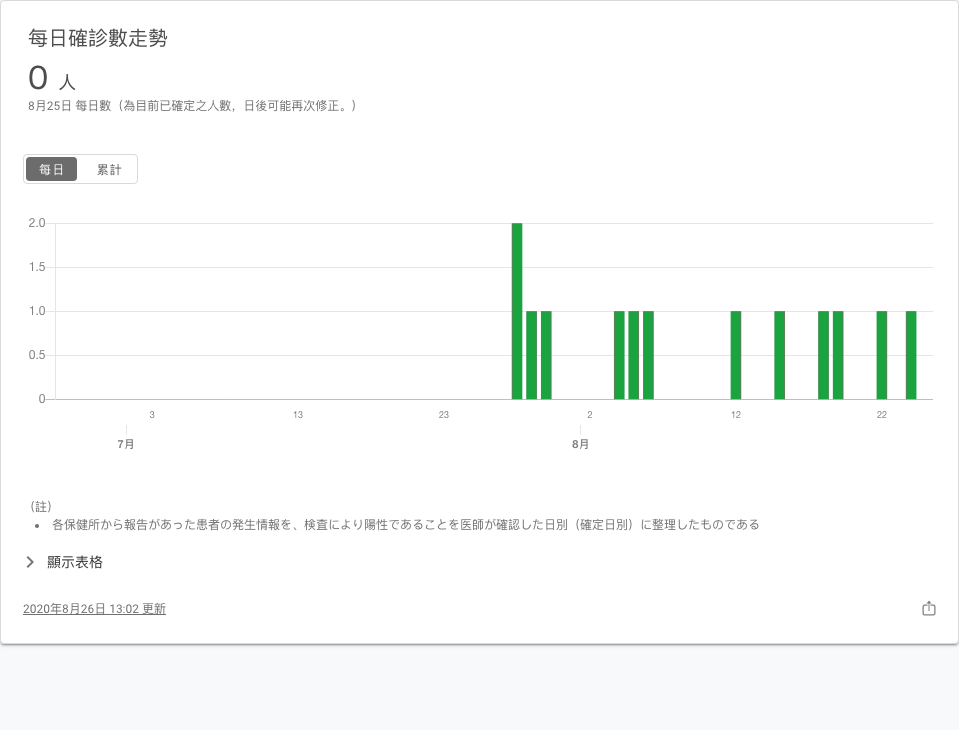 每日確診數走勢
0 人
8月25日 每日數（為目前已確定之人數，日後可能再次修正。）
每日 累計
2.0
1.5
1.0
0.5
0
3 13 23 2 12 22
7月 8月
（註）
• 各保健所から報告があった患者の発生情報を、検査により陽性であることを医師が確認した日別（確定日別）に整理したものである
顯示表格
2020年8月26日 13:02 更新